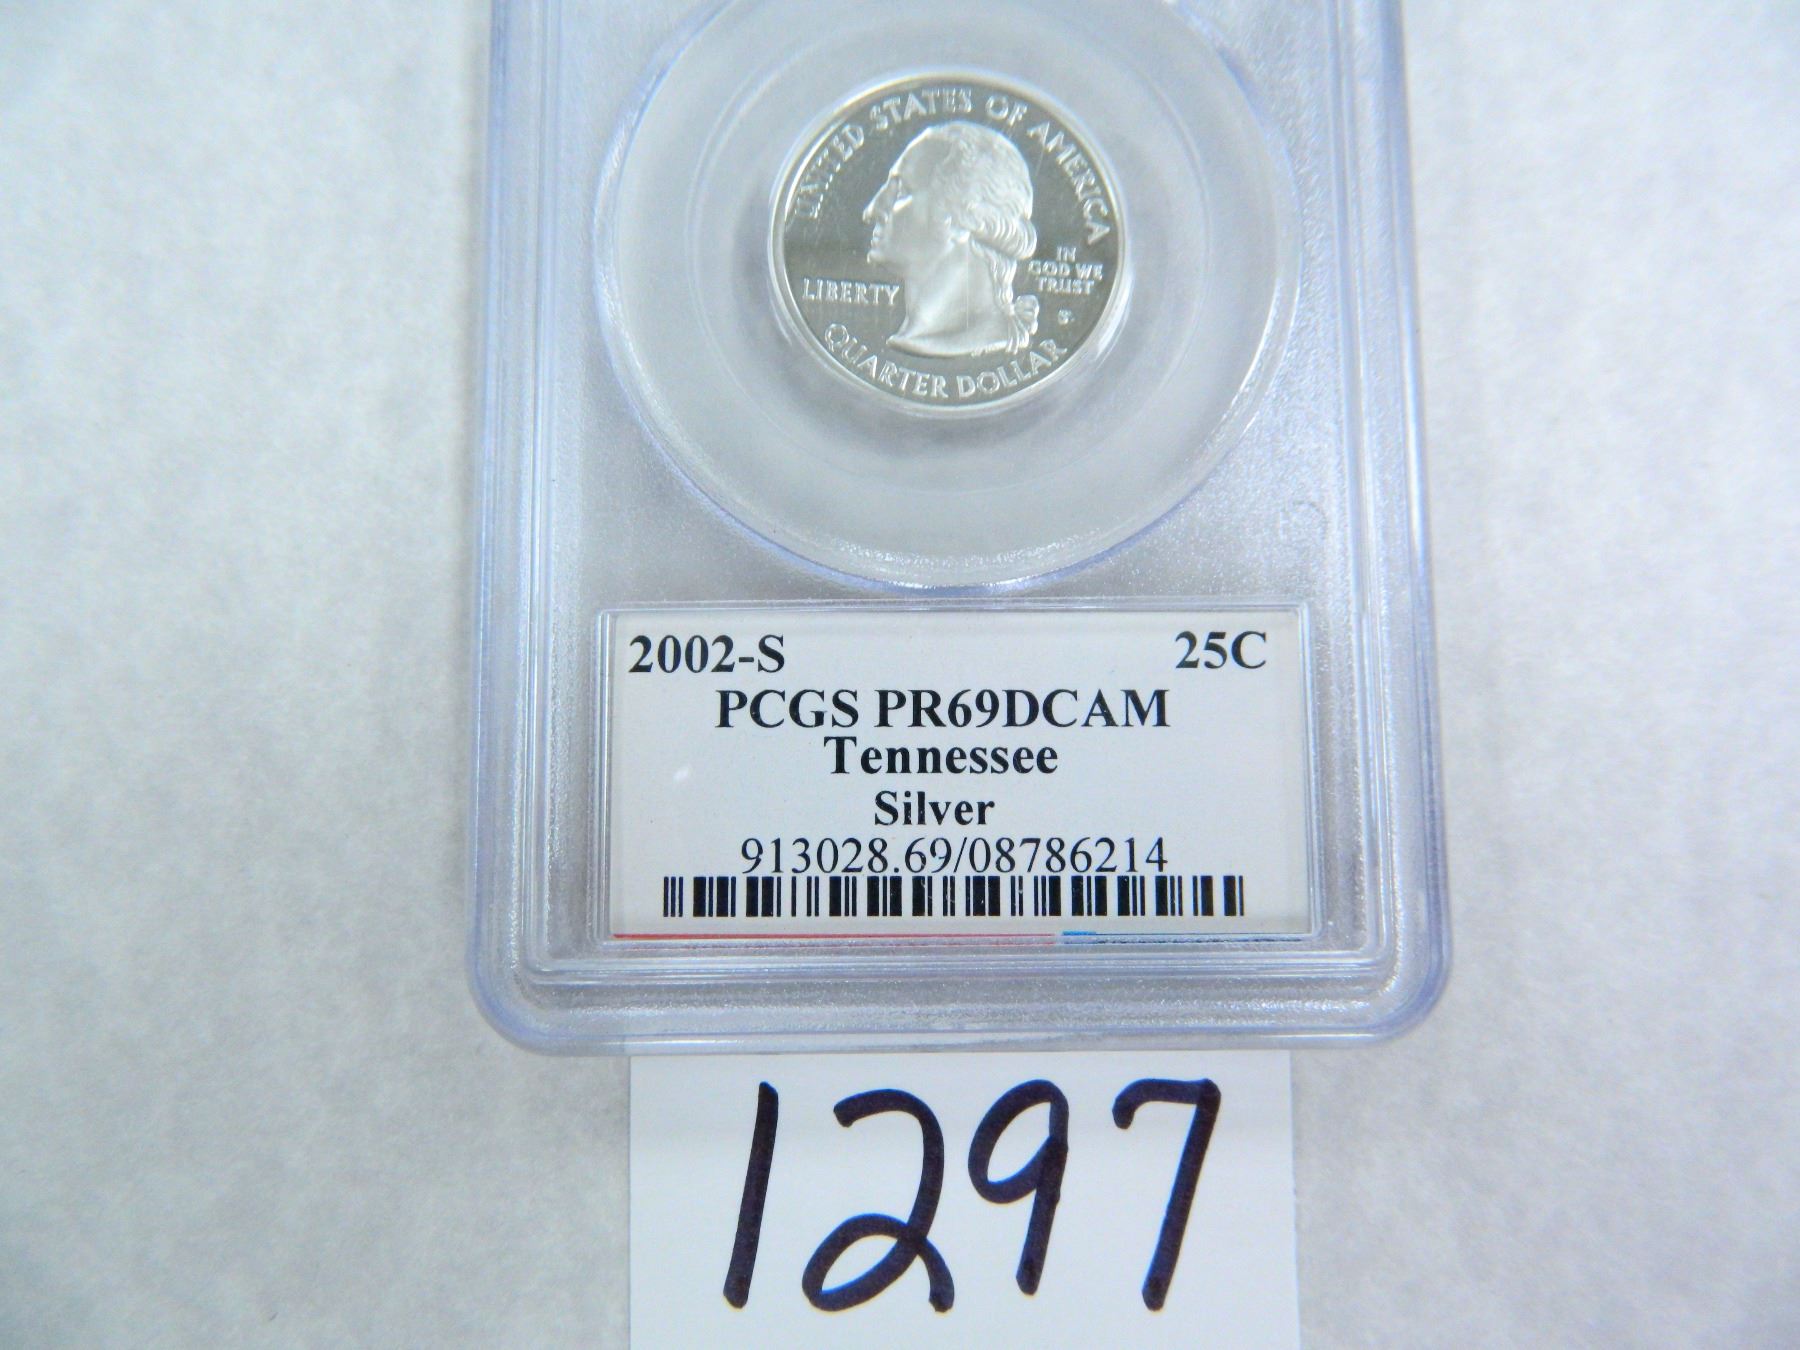 UNITED STATES OF AMERICA
IN
GOD WE
TRUST
LIBERTY
S
QUARTER DOLLAR
2002-S 25C
PCGS PR69DCAM
Tennessee
Silver
913028.69/08786214
1297